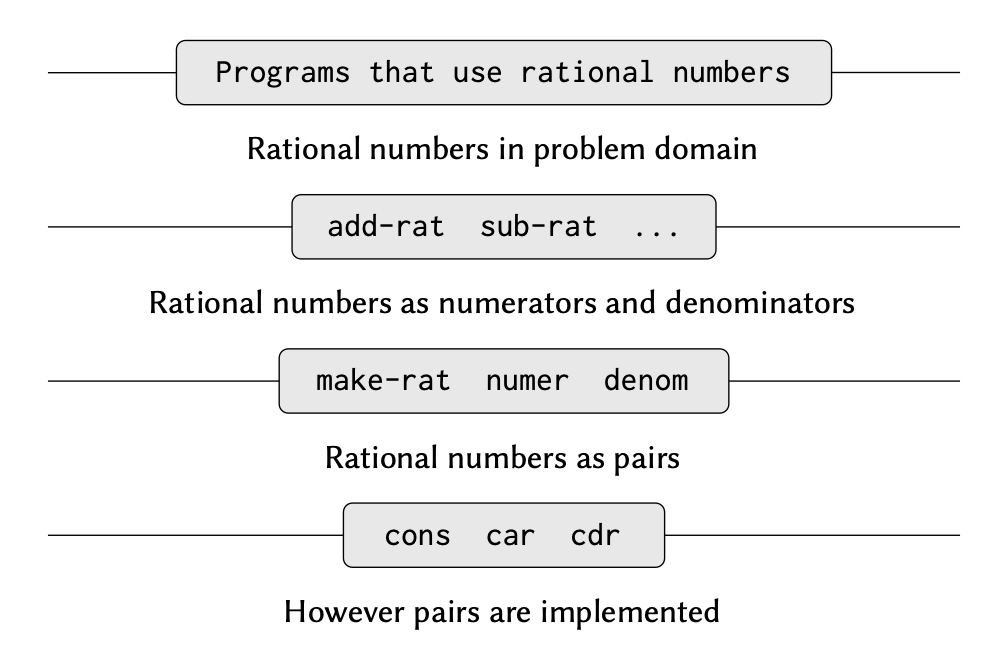 Programs that use rational numbers
Rational numbers in problem domain
add-rat sub-rat ...
Rational numbers as numerators and denominators
make-rat numer denom
Rational numbers as pairs
cons car cdr
However pairs are implemented